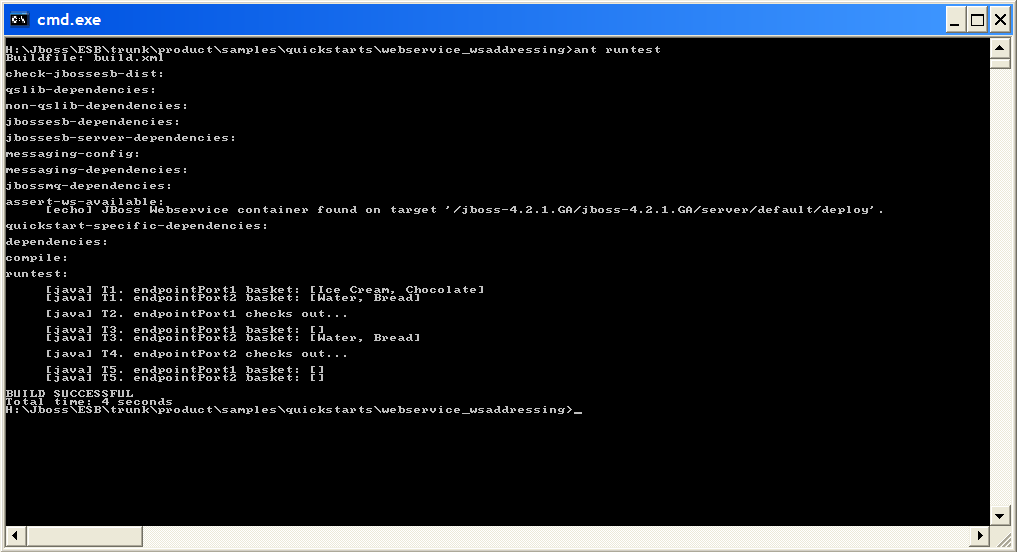 cmd.exe
H:\Jboss\ESB\trunk\product\samples\quickstarts\webservice_wsaddressing>ant runtest
Buildfile: build.xml
check-jbossesb-dist:
qslib-dependencies:
non-qslib-dependencies:
jbossesb-dependencies:
jbossesb-server-dependencies:
messaging-config:
messaging-dependencies:
jbossmq-dependencies:
assert-ws-available:
[echo] JBoss Webservice container found on target '/jboss-4.2.1.GA/jboss-4.2.1.GA/server/default/deploy'.
quickstart-specific-dependencies:
dependencies:
compile:
runtest:
[java] T1. endpointPort1 basket: [Ice Cream, Chocolate]
[java] T1. endpointPort2 basket: [Water, Bread]
[java] T2. endpointPort1 checks out...
[java] T3. endpointPort1 basket: []
[java] T3. endpointPort2 basket: [Water, Bread]
[java] T4. endpointPort2 checks out...
[java] T5. endpointPort1 basket: []
[java] T5. endpointPort2 basket: []
BUILD SUCCESSFUL
Total time: 4 seconds
H:\Jboss\ESB\trunk\product\samples\quickstarts\webservice_wsaddressing>_